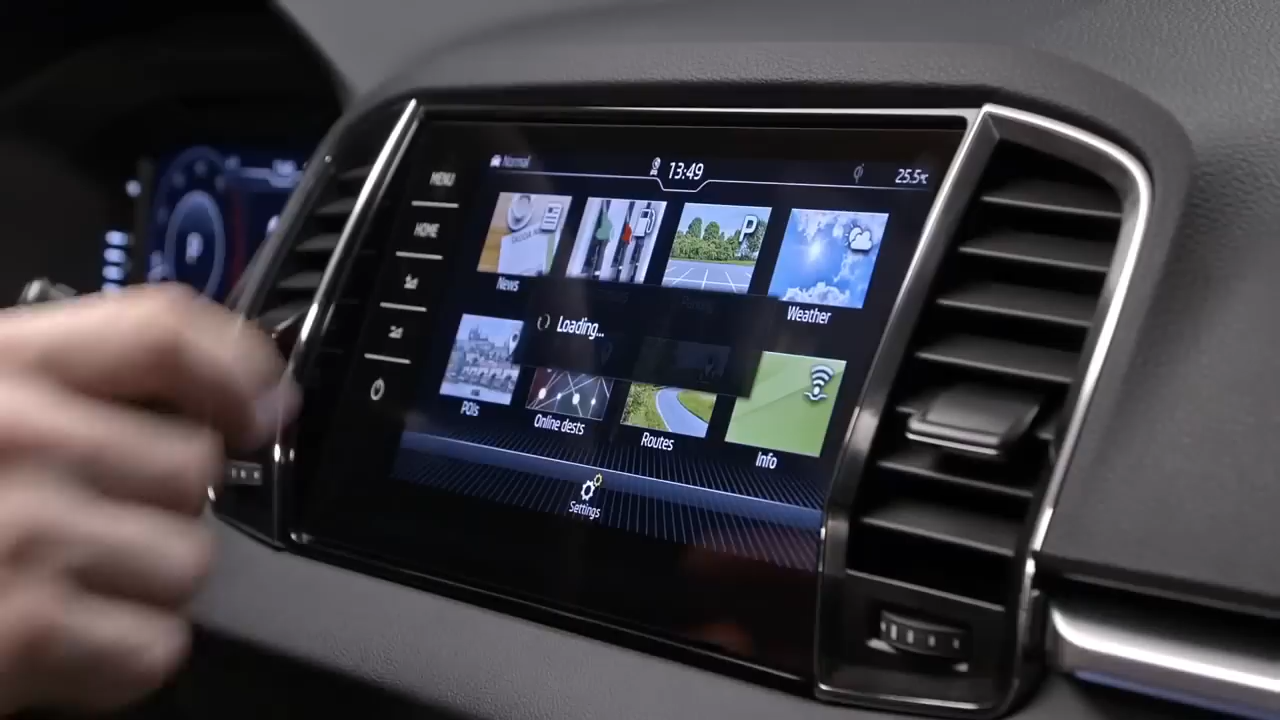 Normal
13:49
25.5°C
MENU
HOME
P
News
Weather
Loading...
POIs
Online dests
Routes
Info
Settings
P